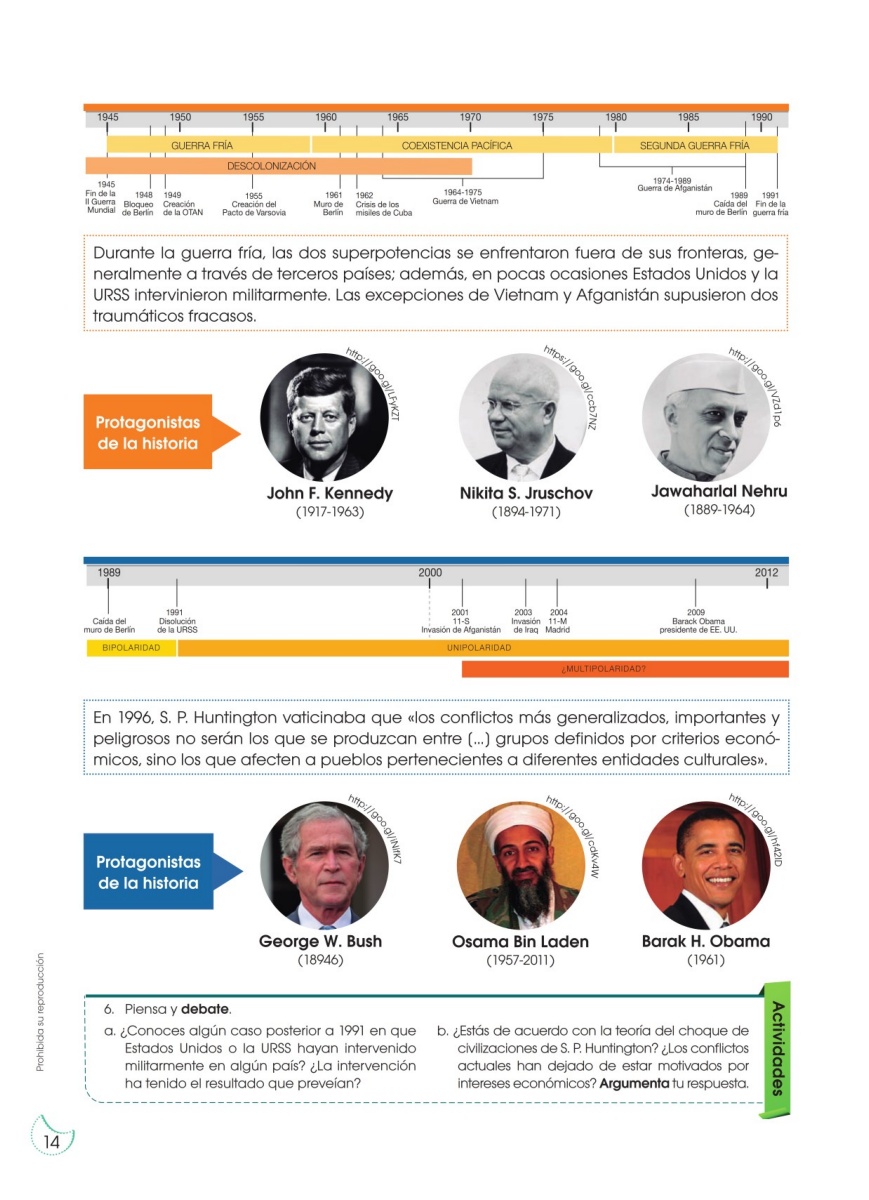 1945 1950 1955 1960 1965 1970 1975 1980 1985 1990
GUERRA FRÍA COEXISTENCIA PACÍFICA SEGUNDA GUERRA FRÍA
DESCOLONIZACIÓN
1945
Fin de la
II Guerra
Mundial
1948
Bloqueo
de Berlín
1949
Creación
de la OTAN
1955
Creación del
Pacto de Varsovia
1961
Muro de
Berlín
1962
Crisis de los
misiles de Cuba
1964-1975
Guerra de Vietnam
1974-1989
Guerra de Afganistán
1989
Caída del
muro de Berlín
1991
Fin de la
guerra fría
Durante la guerra fría, las dos superpotencias se enfrentaron fuera de sus fronteras, ge-
neralmente a través de terceros países; además, en pocas ocasiones Estados Unidos y la
URSS intervinieron militarmente. Las excepciones de Vietnam y Afganistán supusieron dos
traumáticos fracasos.
Protagonistas
de la historia
http://goo.gl/LFyKZT
John F. Kennedy
(1917-1963)
https://goo.gl/ccb7NZ
Nikita S. Jruschov
(1894-1971)
http://goo.gl/VZd1p6
Jawaharlal Nehru
(1889-1964)
1989 2000 2012
Caída del
muro de Berlín
1991
Disolución
de la URSS
2001
11-S
Invasión de Afganistán
2003
Invasión
de Iraq
2004
11-M
Madrid
2009
Barack Obama
presidente de EE. UU.
BIPOLARIDAD UNIPOLARIDAD
¿MULTIPOLARIDAD?
En 1996, S. P. Huntington vaticinaba que «los conflictos más generalizados, importantes y
peligrosos no serán los que se produzcan entre (...) grupos definidos por criterios econó-
micos, sino los que afecten a pueblos pertenecientes a diferentes entidades culturales».
Protagonistas
de la historia
George W. Bush
(18946)
http://goo.gl/cdKv4W
Osama Bin Laden
(1957-2011)
Barak H. Obama
(1961)
6. Piensa y debate.
a. ¿Conoces algún caso posterior a 1991 en que
Estados Unidos o la URSS hayan intervenido
militarmente en algún país? ¿La intervención
ha tenido el resultado que preveían?
b. ¿Estás de acuerdo con la teoría del choque de
civilizaciones de S. P. Huntington? ¿Los conflictos
actuales han dejado de estar motivados por
intereses económicos? Argumenta tu respuesta.
Actividades
Prohibida su reproducción
14